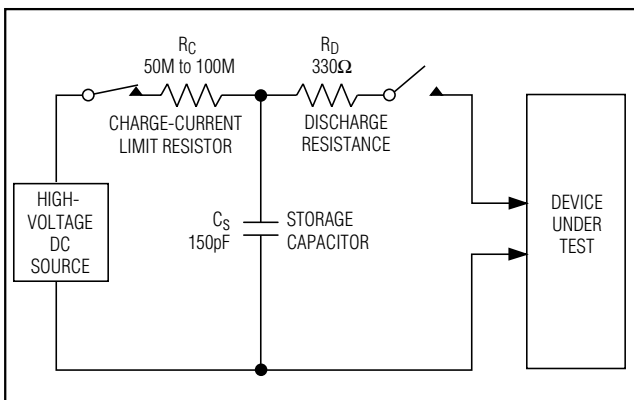 RC
50M to 100M
CHARGE-CURRENT
LIMIT RESISTOR
RD
330Ω
DISCHARGE
RESISTANCE
HIGH-
VOLTAGE
DC
SOURCE
CS
150pF
STORAGE
CAPACITOR
DEVICE
UNDER
TEST